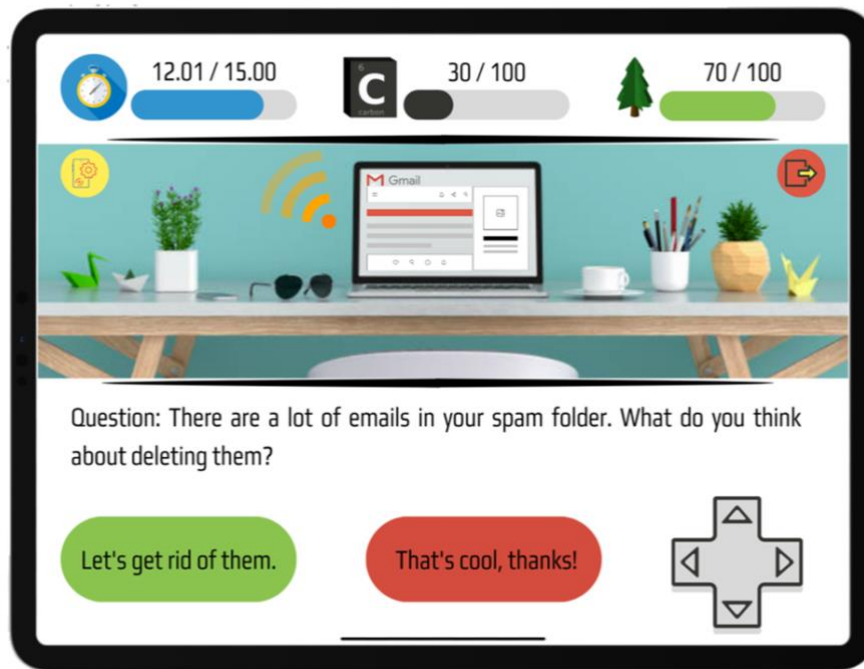 12.01 / 15.00
6
C
carbon
30 / 100
70 / 100
M Gmail
Question: There are a lot of emails in your spam folder. What do you think
about deleting them?
Let's get rid of them.
That's cool, thanks!